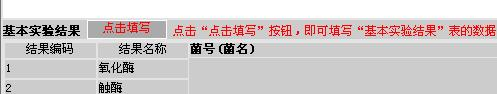 基本实验结果 点击填写 点击“点击填写”按钮，即可填写“基本实验结果”表的数据
结果编码 结果名称 菌号(菌名)
1 氧化酶
2 触酶